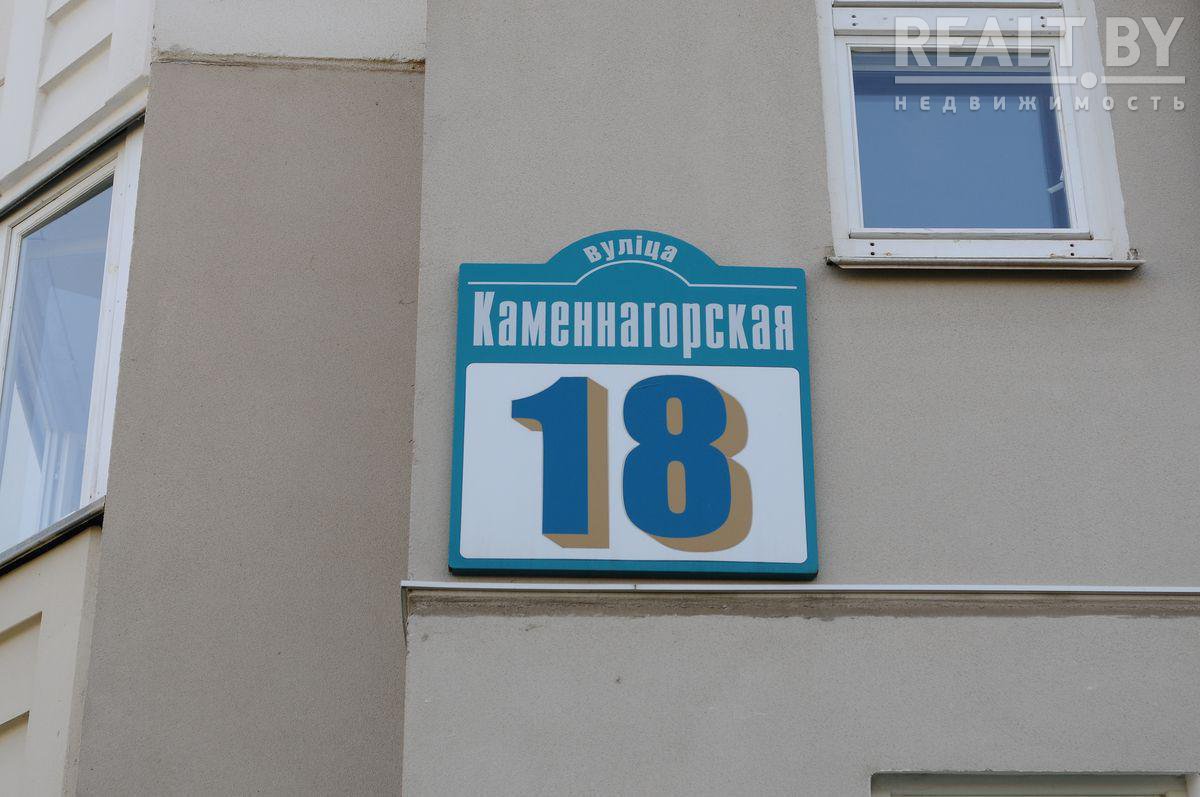 REALT.BY
недвижимость
вуліца
Каменнагорская
18